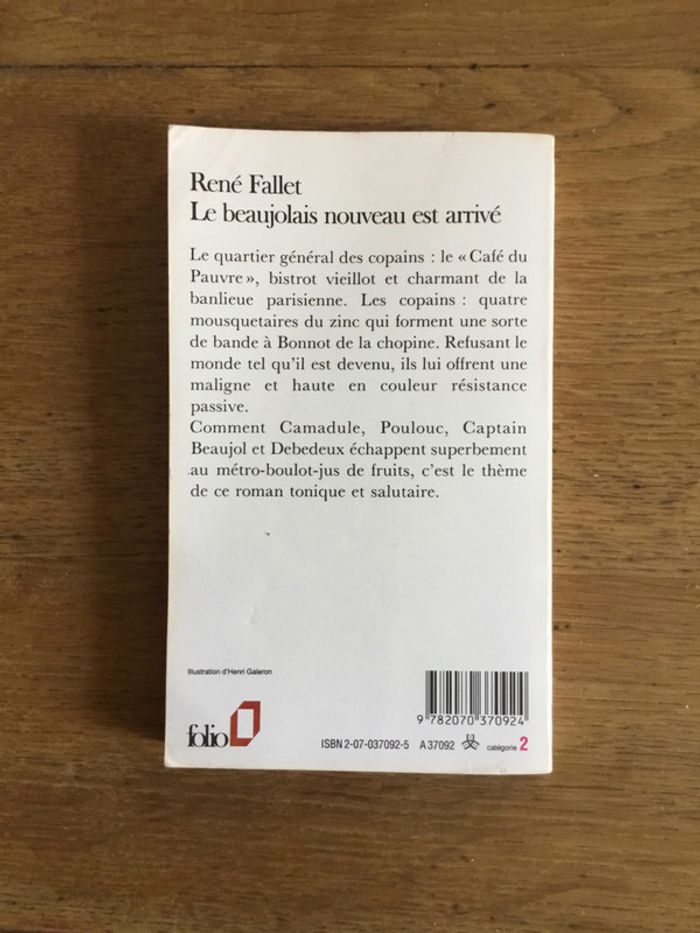 René Fallet
Le beaujolais nouveau est arrivé
Le quartier général des copains : le « Café du
Pauvre », bistrot vieillot et charmant de la
banlieue parisienne. Les copains : quatre
mousquetaires du zinc qui forment une sorte
de bande à Bonnot de la chopine. Refusant le
monde tel qu'il est devenu, ils lui offrent une
maligne et haute en couleur résistance
passive.
Comment Camadule, Poulouc, Captain
Beaujol et Debedeux échappent superbement
au métro-boulot-jus de fruits, c'est le thème
de ce roman tonique et salutaire.
Illustration d'Henri Galeron
9 782070 370924
folio
ISBN 2-07-037092-5 A 37092 catégorie 2